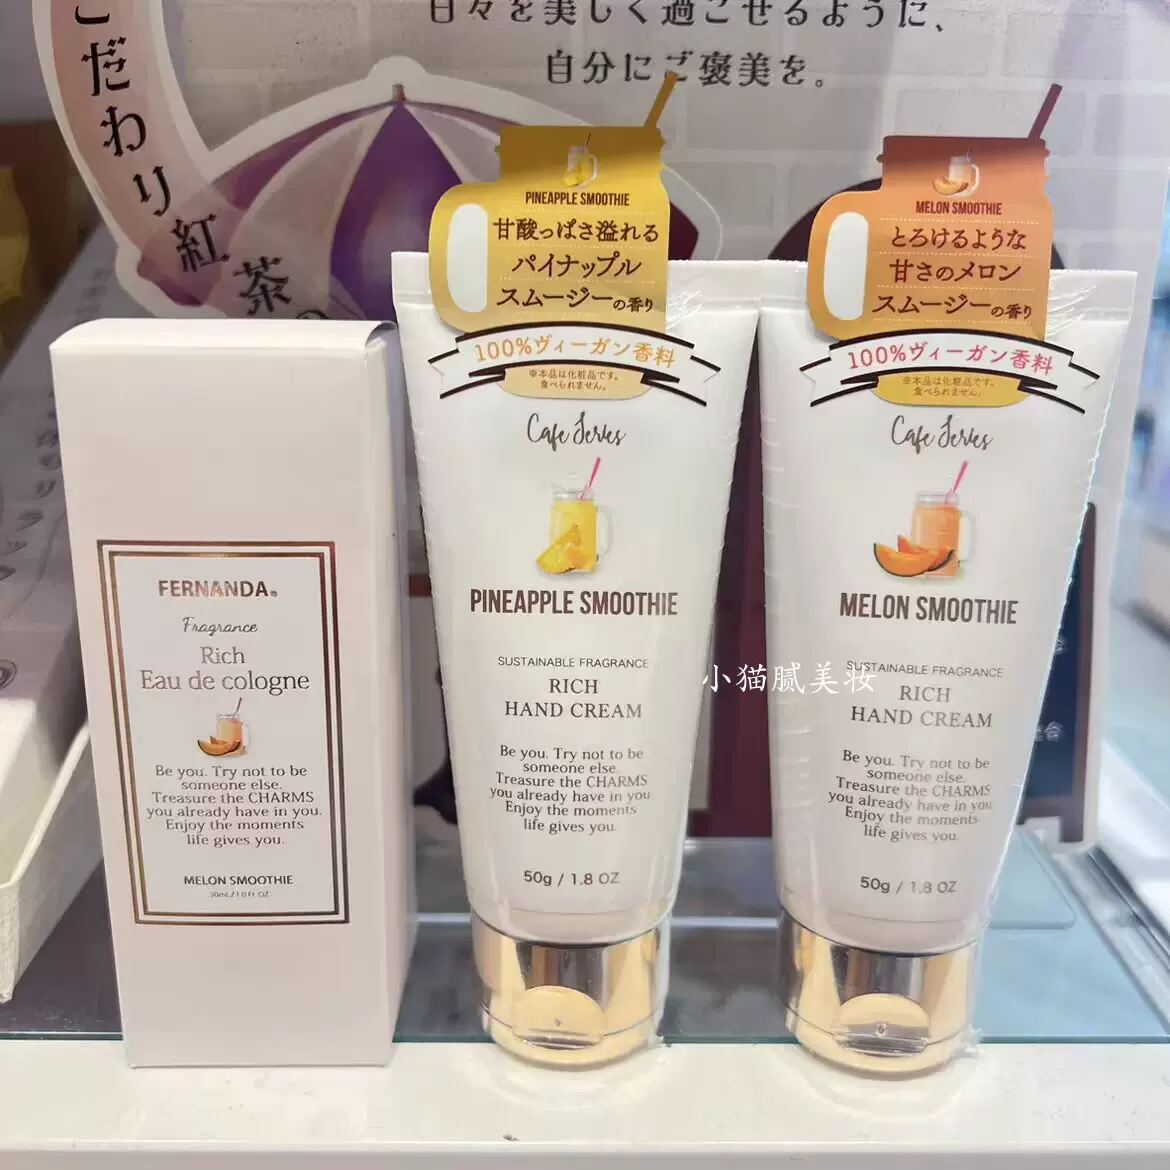 日々を美しく過ごせるように、
自分にご褒美を。
こだわり紅茶の
FERNANDA®
Fragrance
Rich
Eau de cologne
Be you. Try not to be
someone else.
Treasure the CHARMS
you already have in you.
Enjoy the moments
life gives you.
MELON SMOOTHIE
30mL/1.0 FL OZ
PINEAPPLE SMOOTHIE
甘酸っぱさ溢れる
パイナップル
スムージーの香り
100%ヴィーガン香料
※本品は化粧品です。
食べられません。
Cafe Series
PINEAPPLE SMOOTHIE
SUSTAINABLE FRAGRANCE
RICH
HAND CREAM
Be you. Try not to be
someone else.
Treasure the CHARMS
you already have in you.
Enjoy the moments
life gives you.
50g / 1.8 OZ
MELON SMOOTHIE
とろけるような
甘さのメロン
スムージーの香り
100%ヴィーガン香料
※本品は化粧品です。
食べられません。
Cafe Series
MELON SMOOTHIE
SUSTAINABLE FRAGRANCE
RICH
HAND CREAM
Be you. Try not to be
someone else.
Treasure the CHARMS
you already have in you.
Enjoy the moments
life gives you.
50g / 1.8 OZ
小猫腻美妆